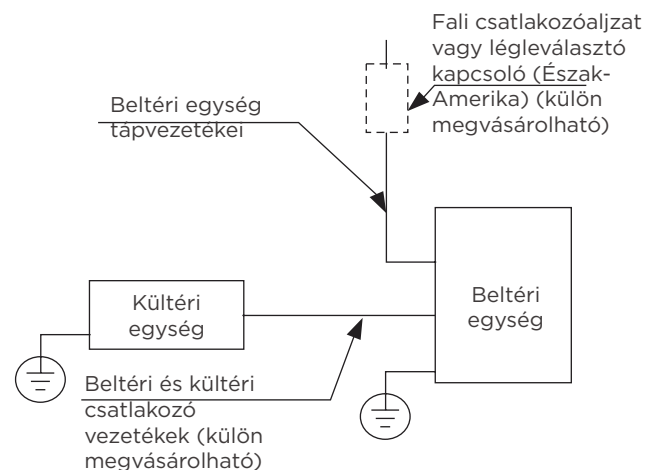 Fali csatlakozóaljzat
vagy légleválasztó
kapcsoló (Észak-
Amerika) (külön
megvásárolható)
Beltéri egység
tápvezetékei
Kültéri
egység
Beltéri
egység
Beltéri és kültéri
csatlakozó
vezetékek (külön
megvásárolható)